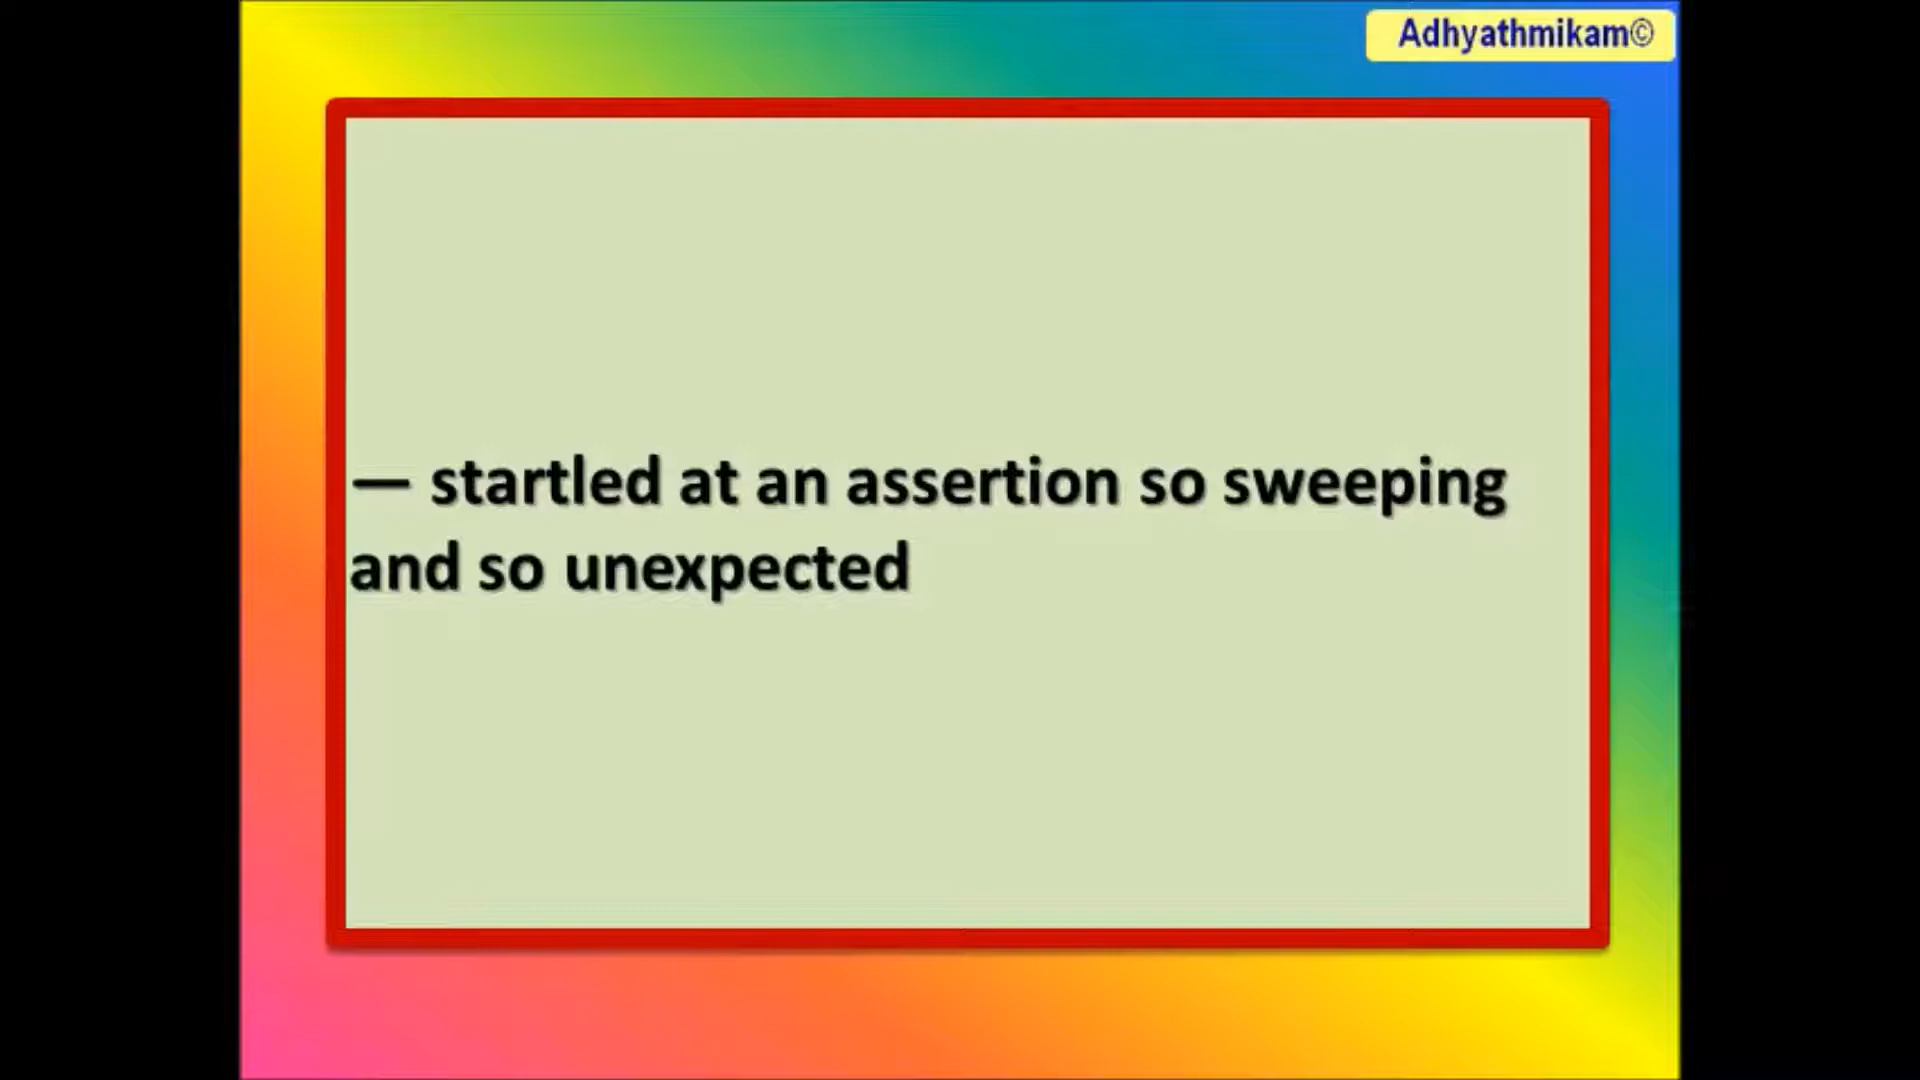 Adhyathmikam©
— startled at an assertion so sweeping
and so unexpected